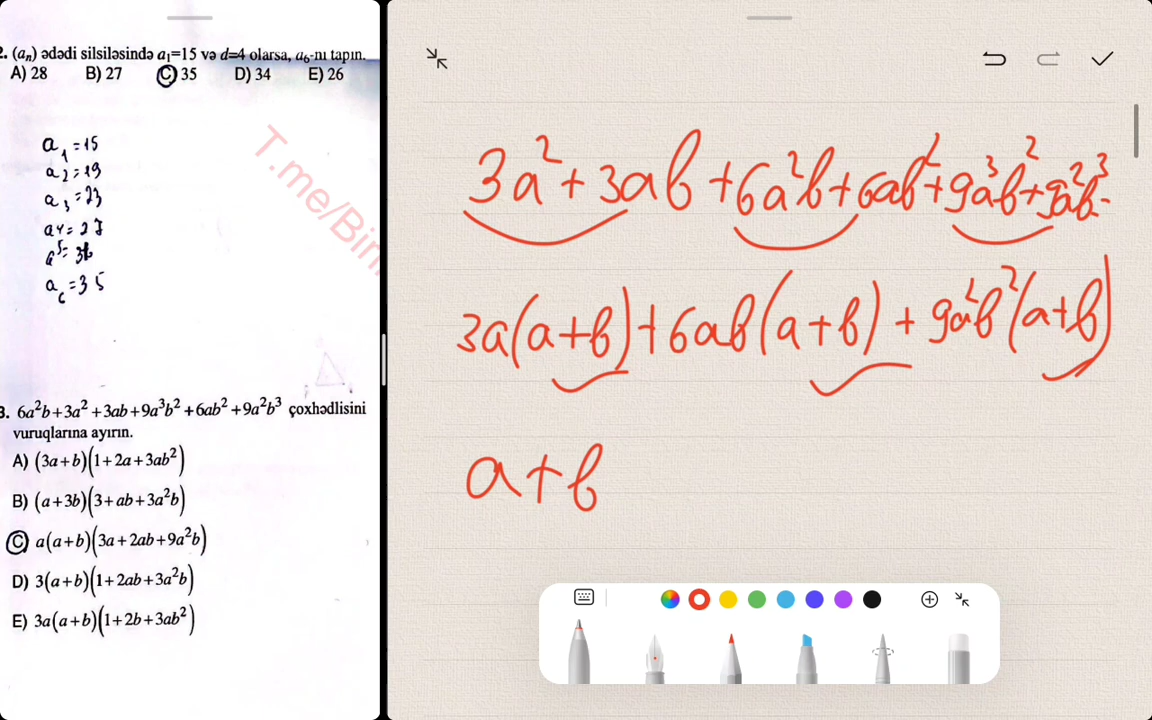 2. (aₙ) ədədi silsiləsində a₁=15 və d=4 olarsa, a₆-nı tapın.
A) 28 B) 27 C) 35 D) 34 E) 26
a₁=15
a₂=19
a₃=23
a₄=27
a₆=35
T.me/Bir
3. 6a²b+3a²+3ab+9a³b²+6ab²+9a²b³ çoxhədlisini
vuruqlarına ayırın.
A) (3a+b)(1+2a+3ab²)
B) (a+3b)(3+ab+3a²b)
C) a(a+b)(3a+2ab+9a²b)
D) 3(a+b)(1+2ab+3a²b)
E) 3a(a+b)(1+2b+3ab²)
3a²+3ab+6a²b+6ab²+9a³b²+9a²b³
3a(a+b)+6ab(a+b)+9a²b²(a+b)
a+b